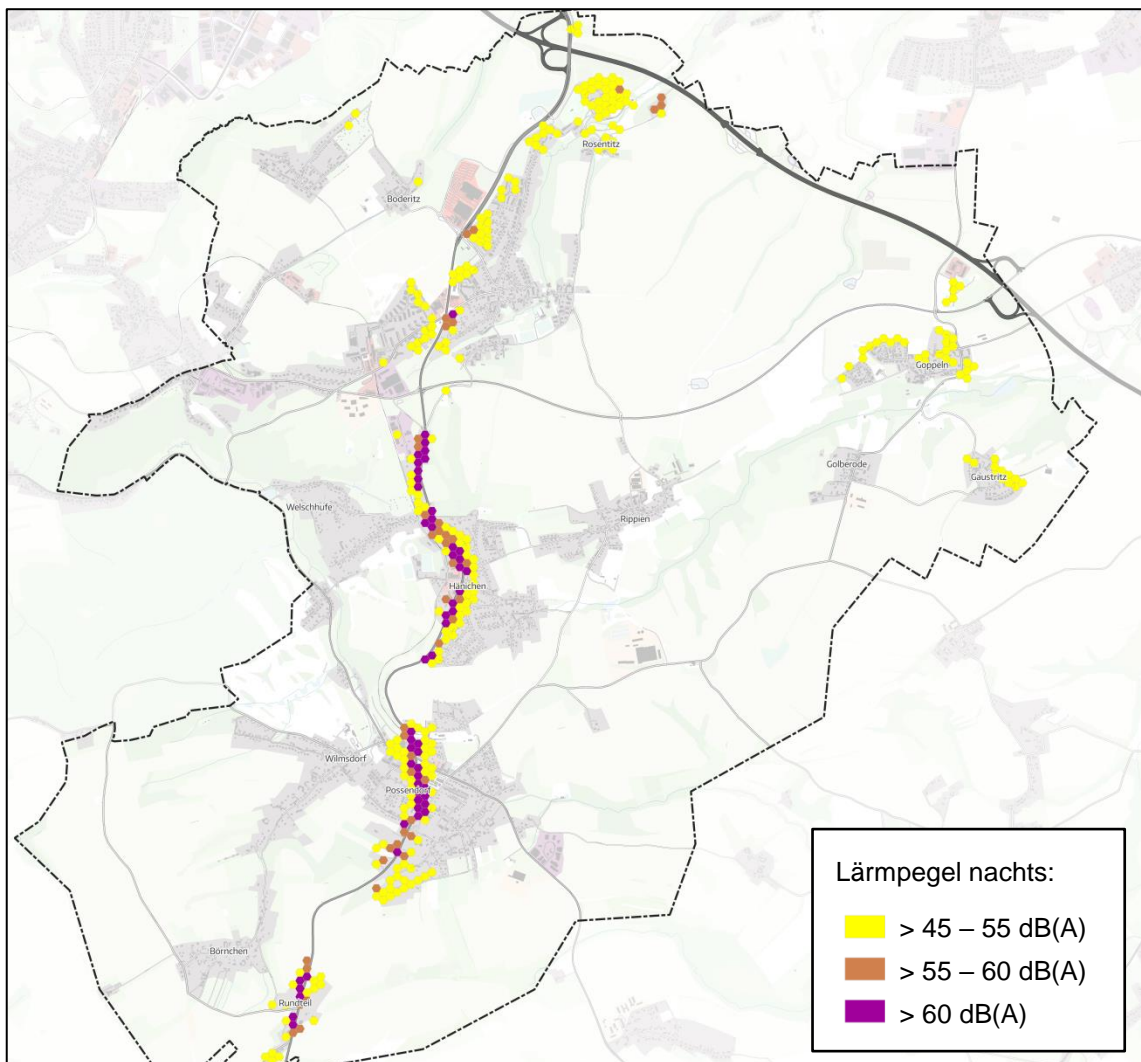 Rosentitz
Boderitz
Goppeln
Golberode
Gaustritz
Welschhufe
Rippien
Hänichen
Wilmsdorf
Possendorf
Börnchen
Rundteil
Lärmpegel nachts:
> 45 – 55 dB(A)
> 55 – 60 dB(A)
> 60 dB(A)